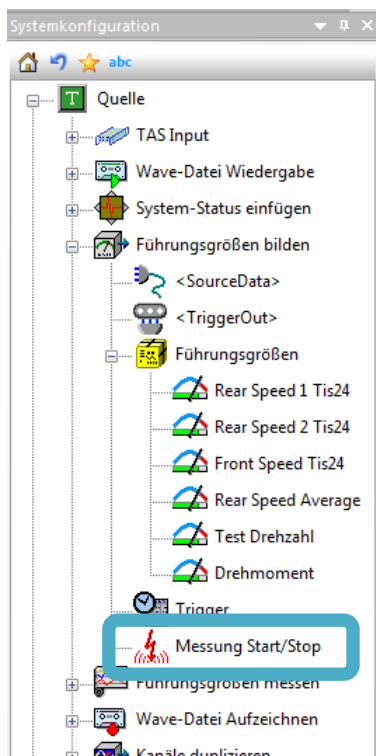 Systemkonfiguration
abc
T Quelle
TAS Input
Wave-Datei Wiedergabe
System-Status einfügen
Führungsgrößen bilden
<SourceData>
<TriggerOut>
Führungsgrößen
Rear Speed 1 Tis24
Rear Speed 2 Tis24
Front Speed Tis24
Rear Speed Average
Test Drehzahl
Drehmoment
Trigger
Messung Start/Stop
Führungsgrößen messen
Wave-Datei Aufzeichnen
Kanäle duplizieren